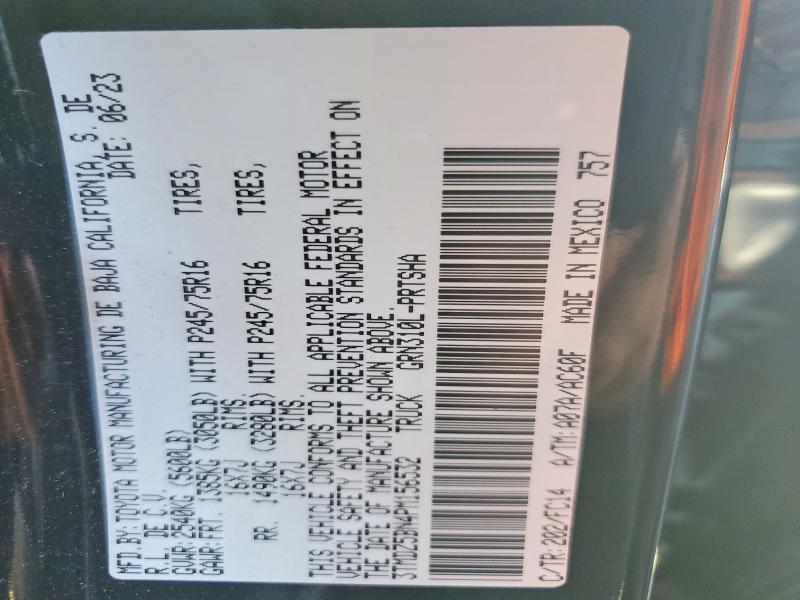 MFD.BY:TOYOTA MOTOR MANUFACTURING DE BAJA CALIFORNIA, S. DE
R.L. DE C.V. DATE: 06/23
GVWR:2540KG (5600LB)
GAWR:FRT. 1385KG (3050LB) WITH P245/75R16 TIRES,
16X7J RIMS.
RR. 1490KG (3280LB) WITH P245/75R16 TIRES,
16X7J RIMS.
THIS VEHICLE CONFORMS TO ALL APPLICABLE FEDERAL MOTOR
VEHICLE SAFETY AND THEFT PREVENTION STANDARDS IN EFFECT ON
THE DATE OF MANUFACTURE SHOWN ABOVE.
3TMDZ5BN4PM156532 TRUCK GRN310L-PRTSHA
C/TR:202/FC14 A/TM:A07A/AC60F MADE IN MEXICO 757